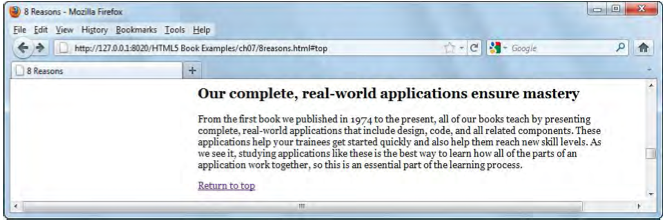 8 Reasons - Mozilla Firefox
File Edit View History Bookmarks Tools Help
http://127.0.0.1:8020/HTML5 Book Examples/ch07/8reasons.html#top
Google
8 Reasons
Our complete, real-world applications ensure mastery
From the first book we published in 1974 to the present, all of our books teach by presenting
complete, real-world applications that include design, code, and all related components. These
applications help your trainees get started quickly and also help them reach new skill levels. As
we see it, studying applications like these is the best way to learn how all of the parts of an
application work together, so this is an essential part of the learning process.
Return to top